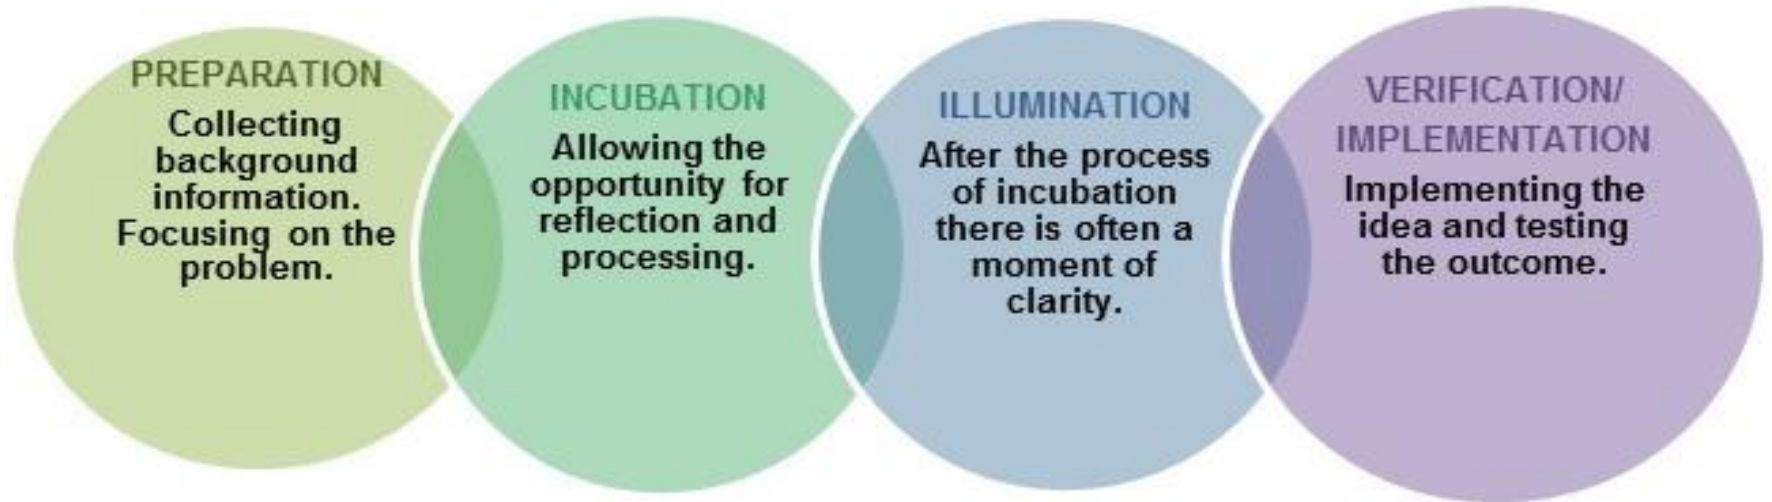 PREPARATION
Collecting
background
information.
Focusing on the
problem.
INCUBATION
Allowing the
opportunity for
reflection and
processing.
ILLUMINATION
After the process
of incubation
there is often a
moment of
clarity.
VERIFICATION/
IMPLEMENTATION
Implementing the
idea and testing
the outcome.